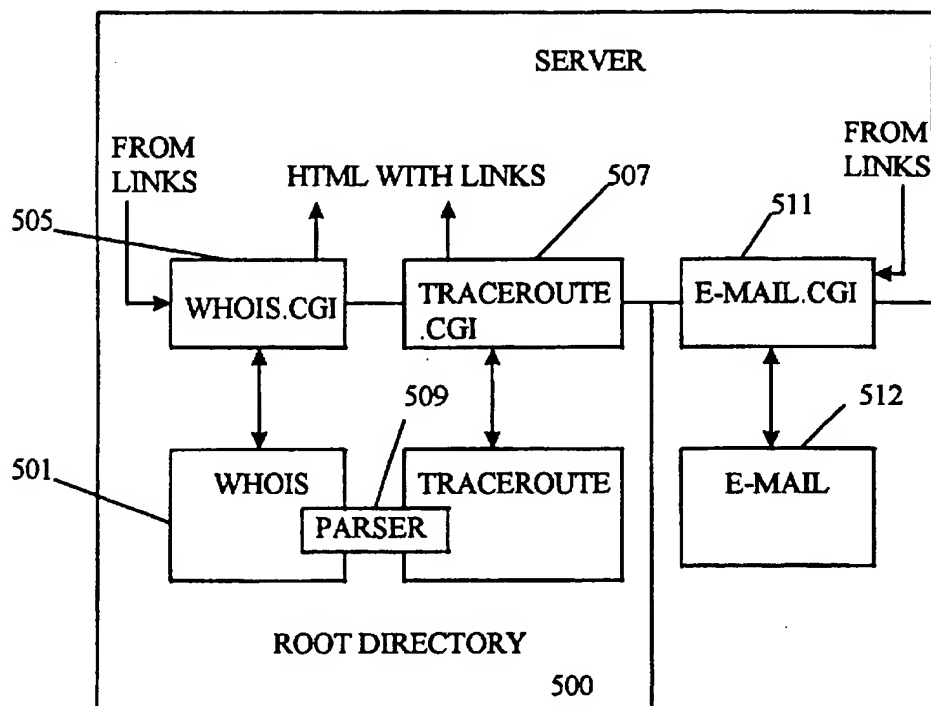 SERVER
FROM
LINKS
HTML WITH LINKS
507
FROM
LINKS
505
511
WHOIS.CGI
TRACEROUTE
.CGI
E-MAIL.CGI
509
512
501
WHOIS
TRACEROUTE
E-MAIL
PARSER
ROOT DIRECTORY
500